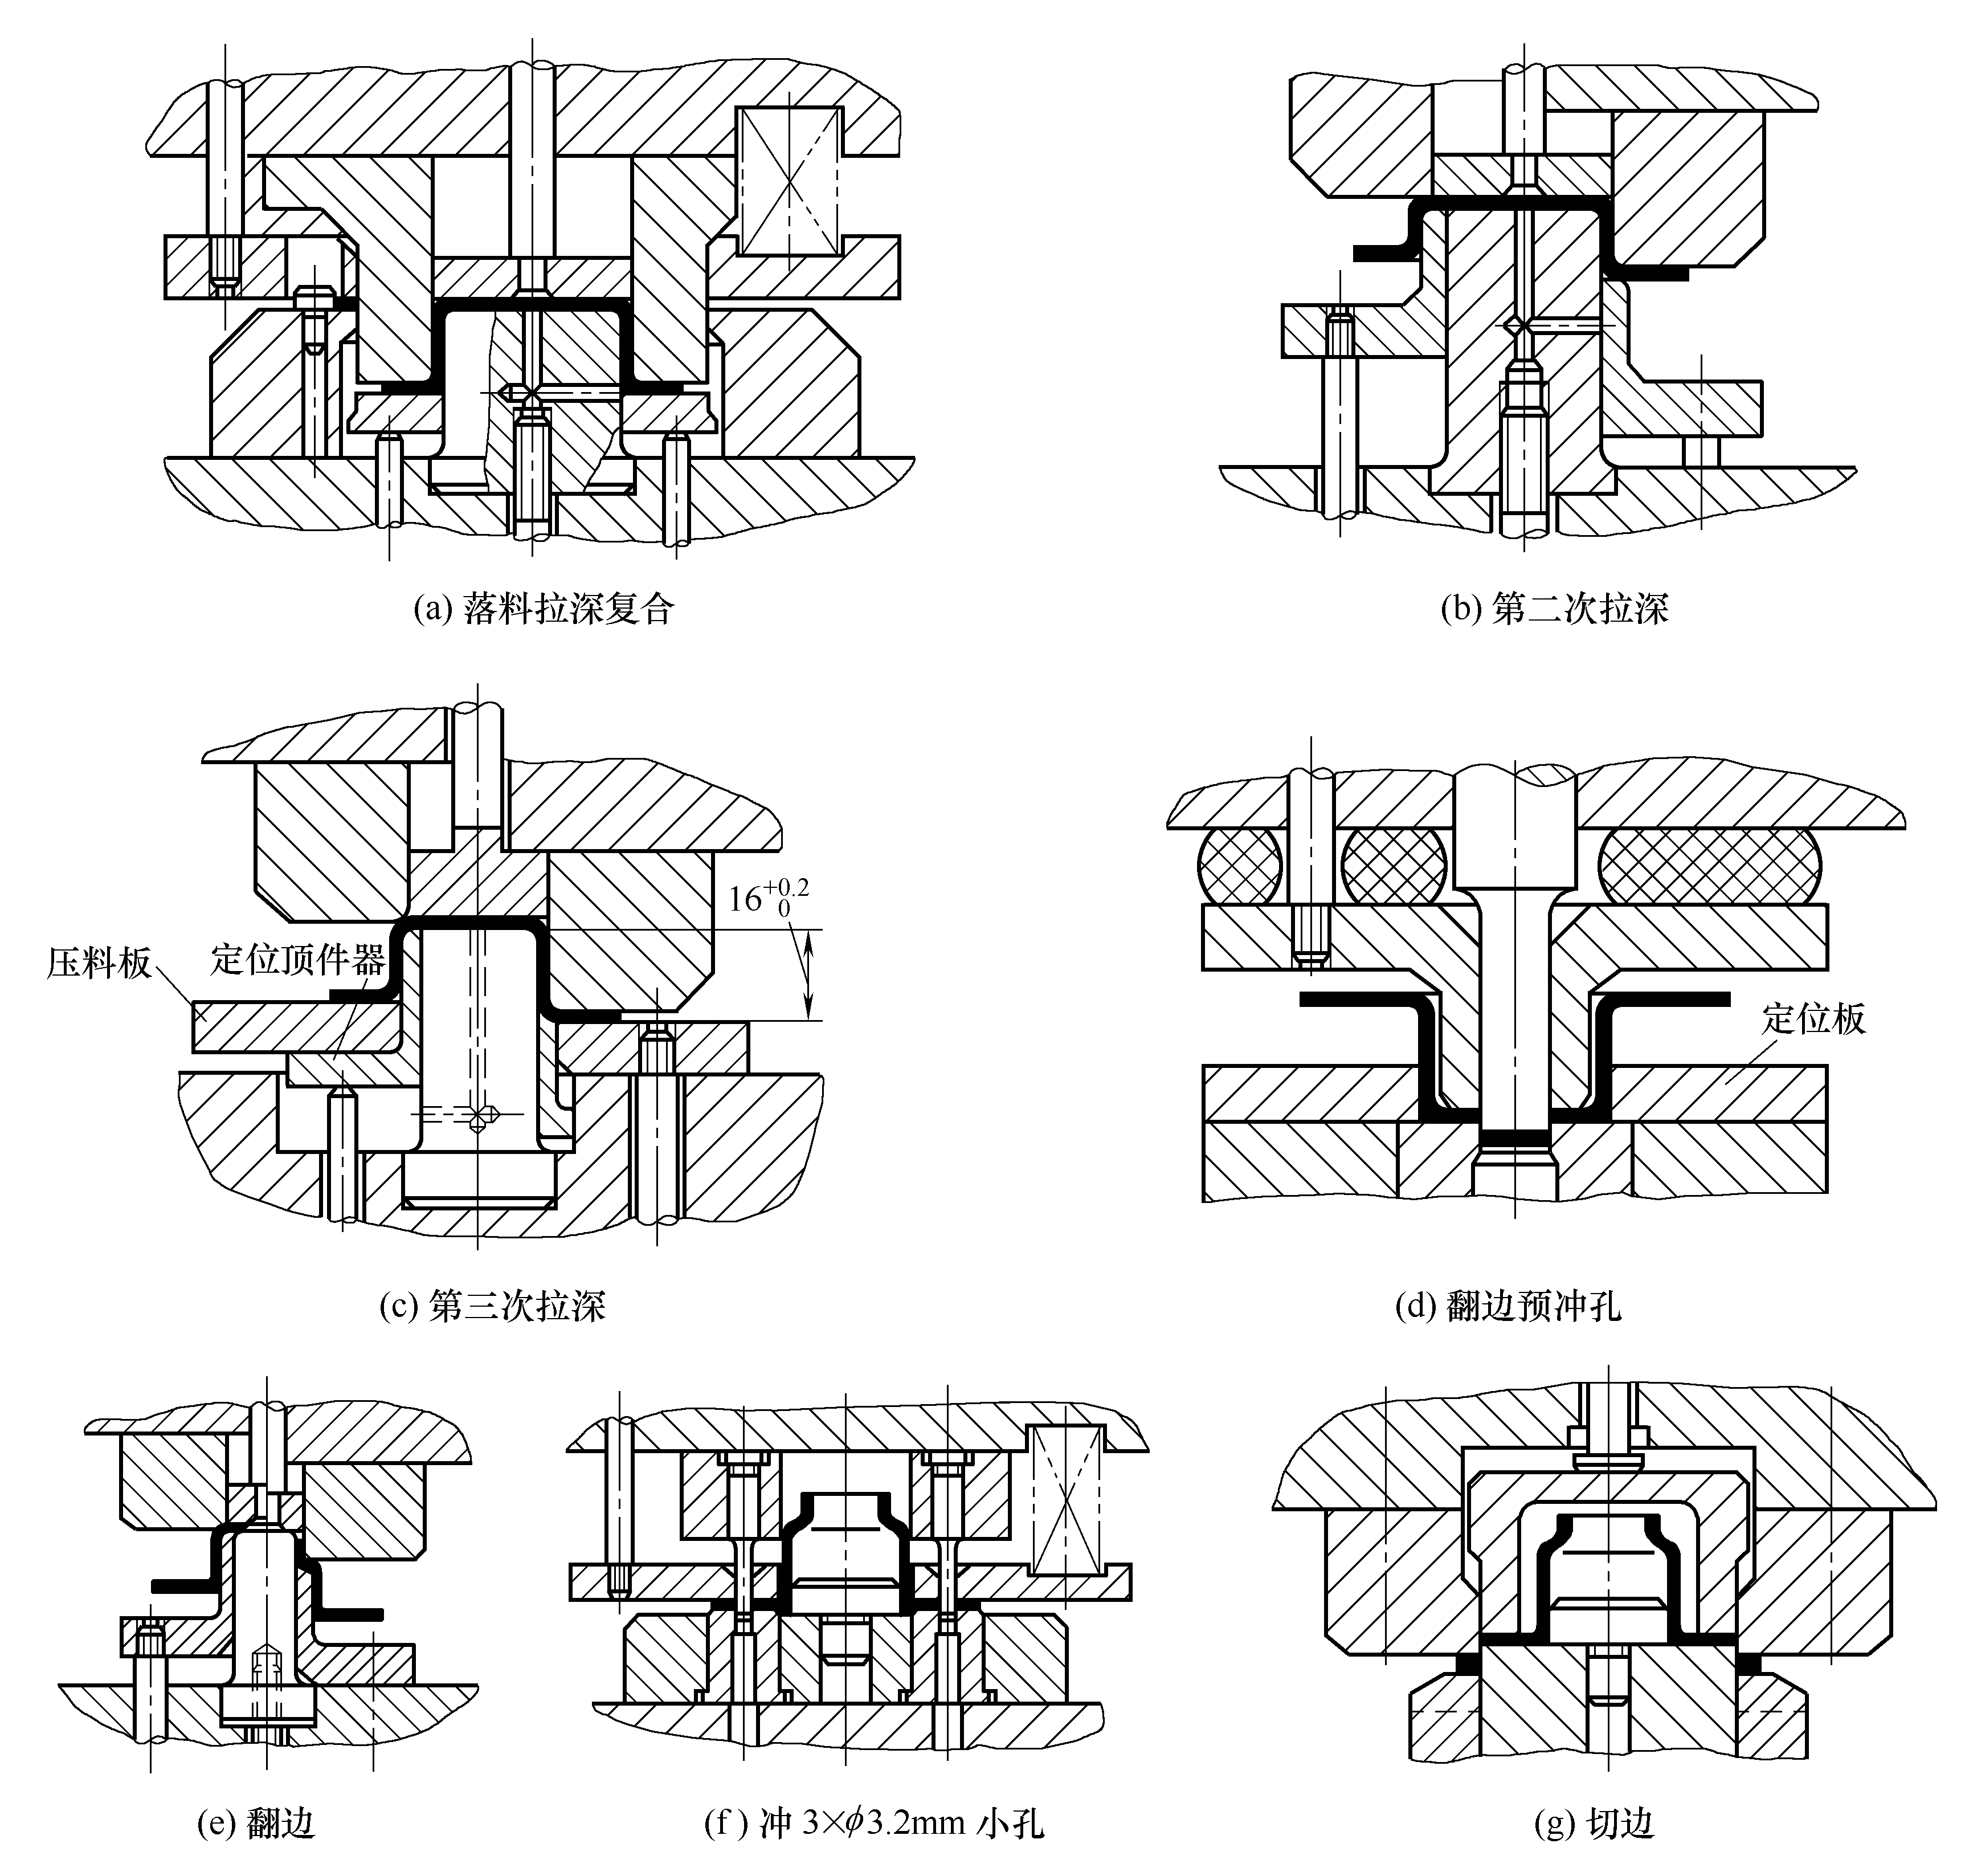 (a) 落料拉深复合
(b) 第二次拉深
16 +0.2 0
压料板
定位顶件器
定位板
(c) 第三次拉深
(d) 翻边预冲孔
(e) 翻边
(f) 冲 3×ϕ3.2mm 小孔
(g) 切边